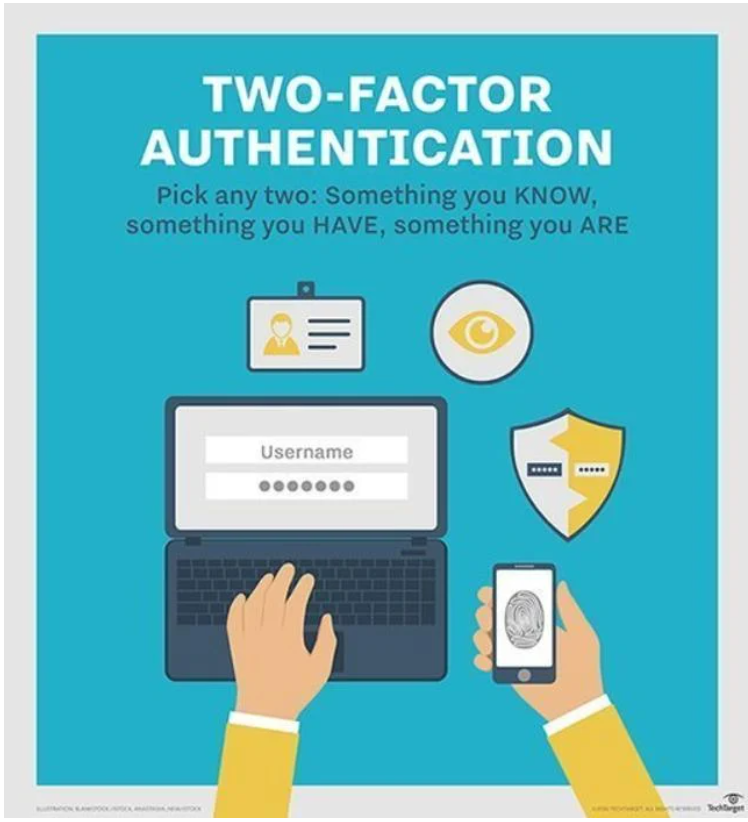 TWO-FACTOR
AUTHENTICATION
Pick any two: Something you KNOW,
something you HAVE, something you ARE
Username
TechTarget